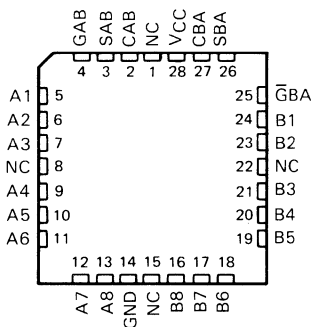 GAB SAB CAB NC VCC CBA SBA
4 3 2 1 28 27 26
A1 5 25 G̅BA
A2 6 24 B1
A3 7 23 B2
NC 8 22 NC
A4 9 21 B3
A5 10 20 B4
A6 11 19 B5
12 13 14 15 16 17 18
A7 A8 GND NC B8 B7 B6